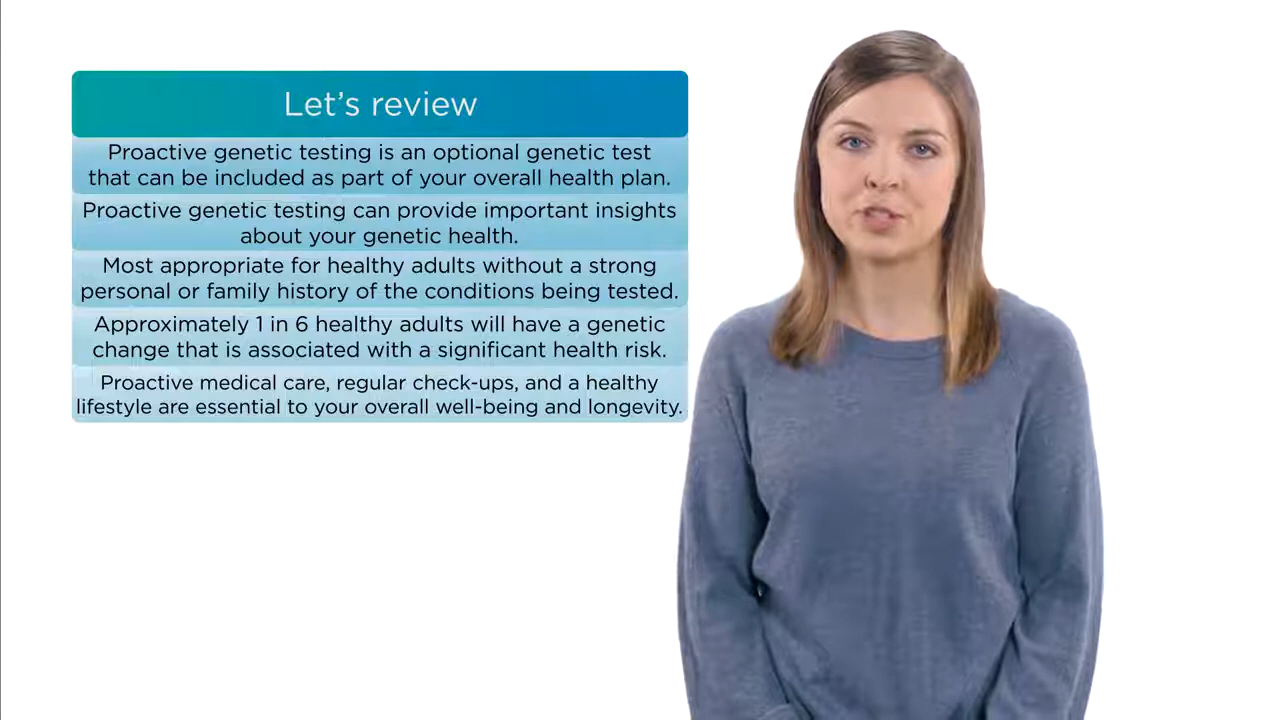 Let’s review
Proactive genetic testing is an optional genetic test
that can be included as part of your overall health plan.
Proactive genetic testing can provide important insights
about your genetic health.
Most appropriate for healthy adults without a strong
personal or family history of the conditions being tested.
Approximately 1 in 6 healthy adults will have a genetic
change that is associated with a significant health risk.
Proactive medical care, regular check-ups, and a healthy
lifestyle are essential to your overall well-being and longevity.